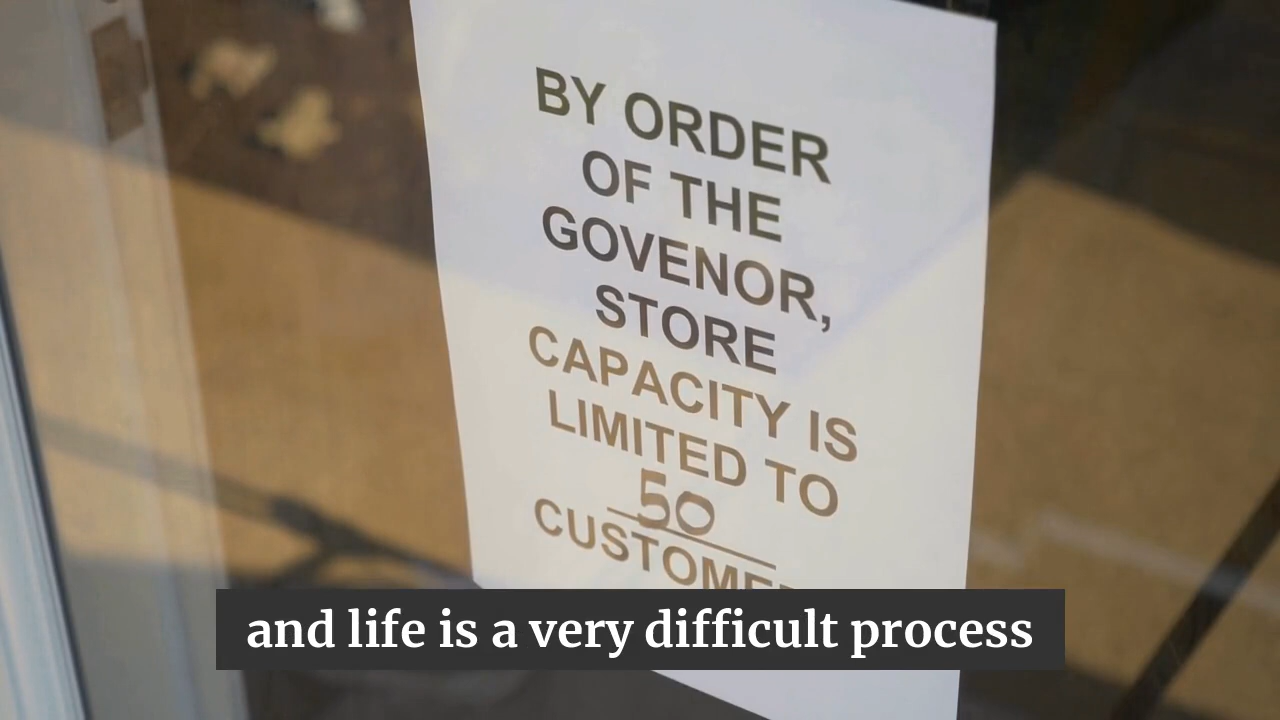 BY ORDER
OF THE
GOVENOR,
STORE
CAPACITY IS
LIMITED TO
50
and life is a very difficult process